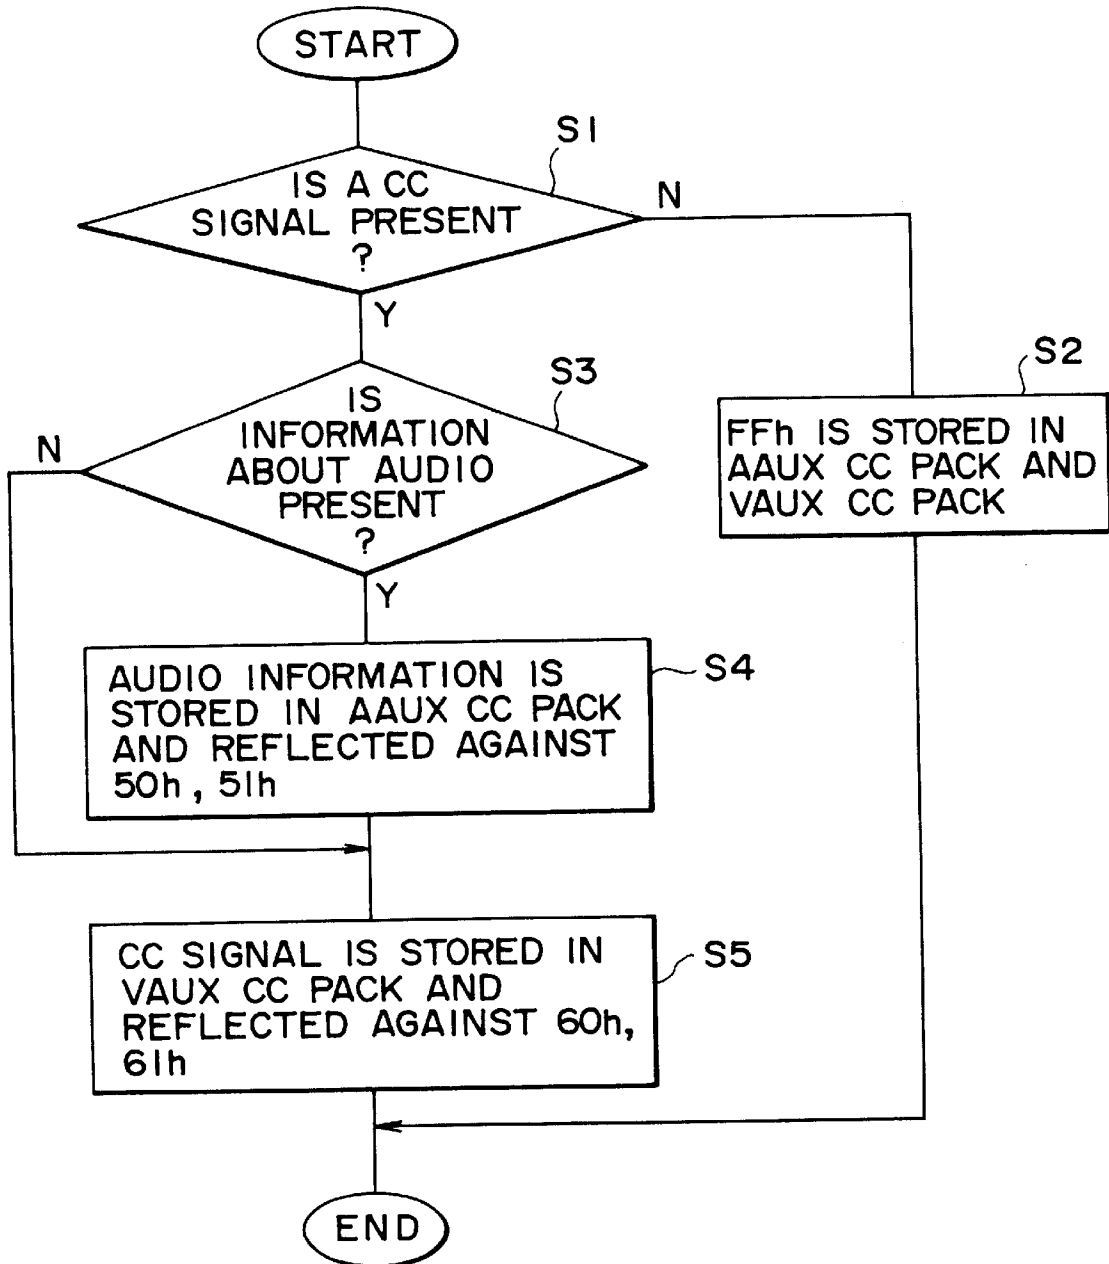 START
S1
IS A CC
SIGNAL PRESENT
?
N
Y
S2
FFh IS STORED IN
AAUX CC PACK AND
VAUX CC PACK
S3
IS
INFORMATION
ABOUT AUDIO
PRESENT
?
N
Y
S4
AUDIO INFORMATION IS
STORED IN AAUX CC PACK
AND REFLECTED AGAINST
50h, 51h
S5
CC SIGNAL IS STORED IN
VAUX CC PACK AND
REFLECTED AGAINST 60h,
61h
END